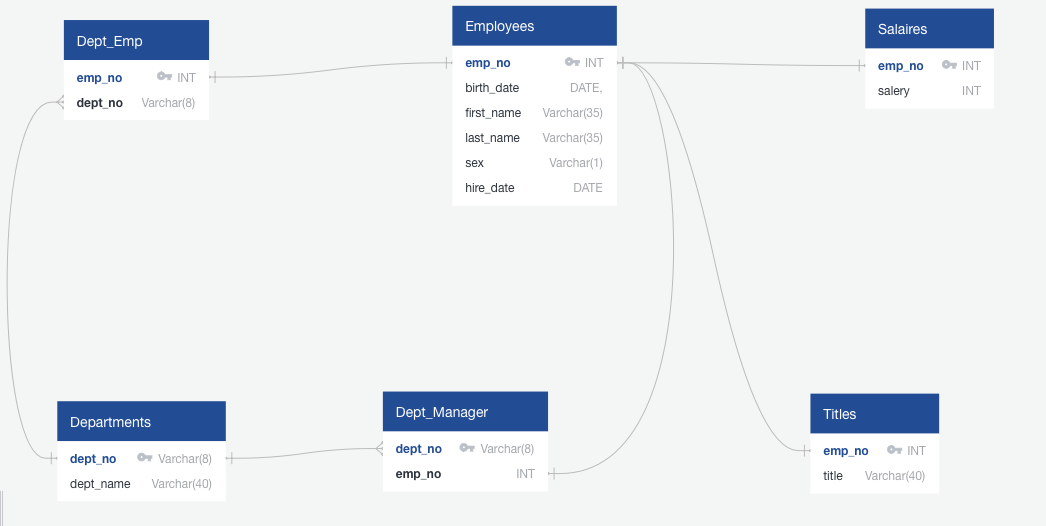 Dept_Emp
emp_no INT
dept_no Varchar(8)
Employees
emp_no INT
birth_date DATE,
first_name Varchar(35)
last_name Varchar(35)
sex Varchar(1)
hire_date DATE
Salaires
emp_no INT
salery INT
Departments
dept_no Varchar(8)
dept_name Varchar(40)
Dept_Manager
dept_no Varchar(8)
emp_no INT
Titles
emp_no INT
title Varchar(40)